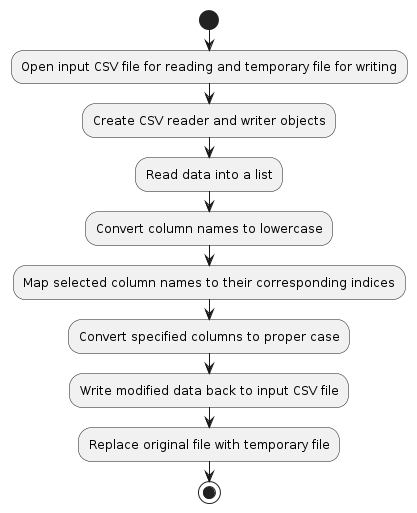 Open input CSV file for reading and temporary file for writing
Create CSV reader and writer objects
Read data into a list
Convert column names to lowercase
Map selected column names to their corresponding indices
Convert specified columns to proper case
Write modified data back to input CSV file
Replace original file with temporary file